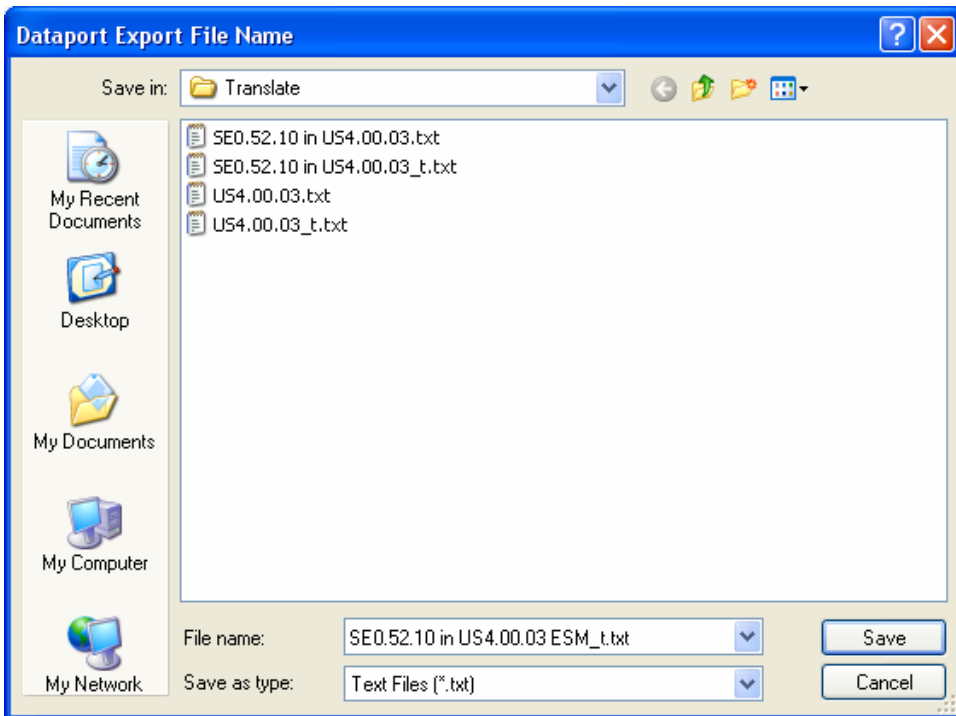 Dataport Export File Name
Save in: Translate
SE0.52.10 in US4.00.03.txt
SE0.52.10 in US4.00.03_t.txt
US4.00.03.txt
US4.00.03_t.txt
My Recent
Documents
Desktop
My Documents
My Computer
My Network
File name: SE0.52.10 in US4.00.03 ESM_t.txt Save
Save as type: Text Files (*.txt) Cancel